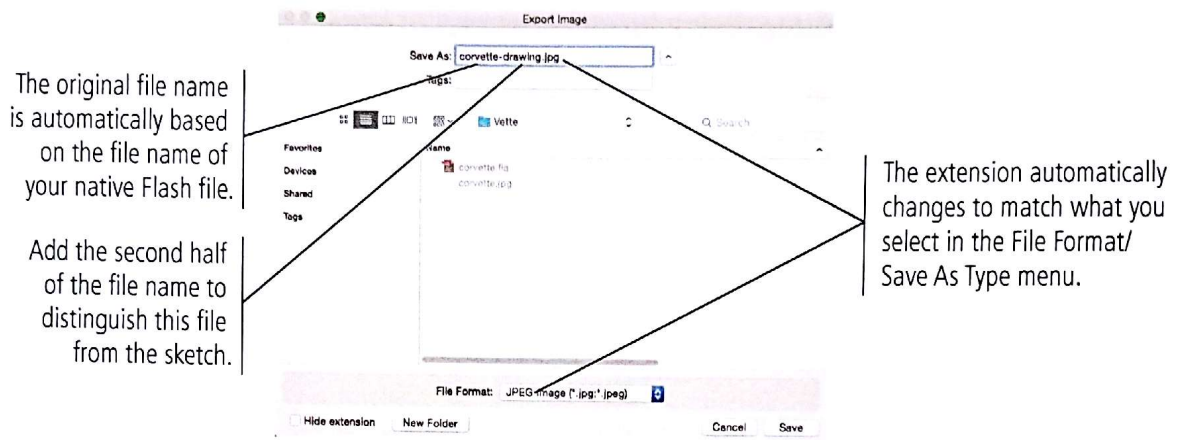 Export Image
Save As: corvette-drawing.jpg
Tags:
Vette
Search
Favorites
Devices
Shared
Tags
Name
corvette.fla
corvette.jpg
File Format: JPEG Image (*.jpg;*.jpeg)
Hide extension
New Folder
Cancel
Save
The original file name
is automatically based
on the file name of
your native Flash file.
Add the second half
of the file name to
distinguish this file
from the sketch.
The extension automatically
changes to match what you
select in the File Format/
Save As Type menu.